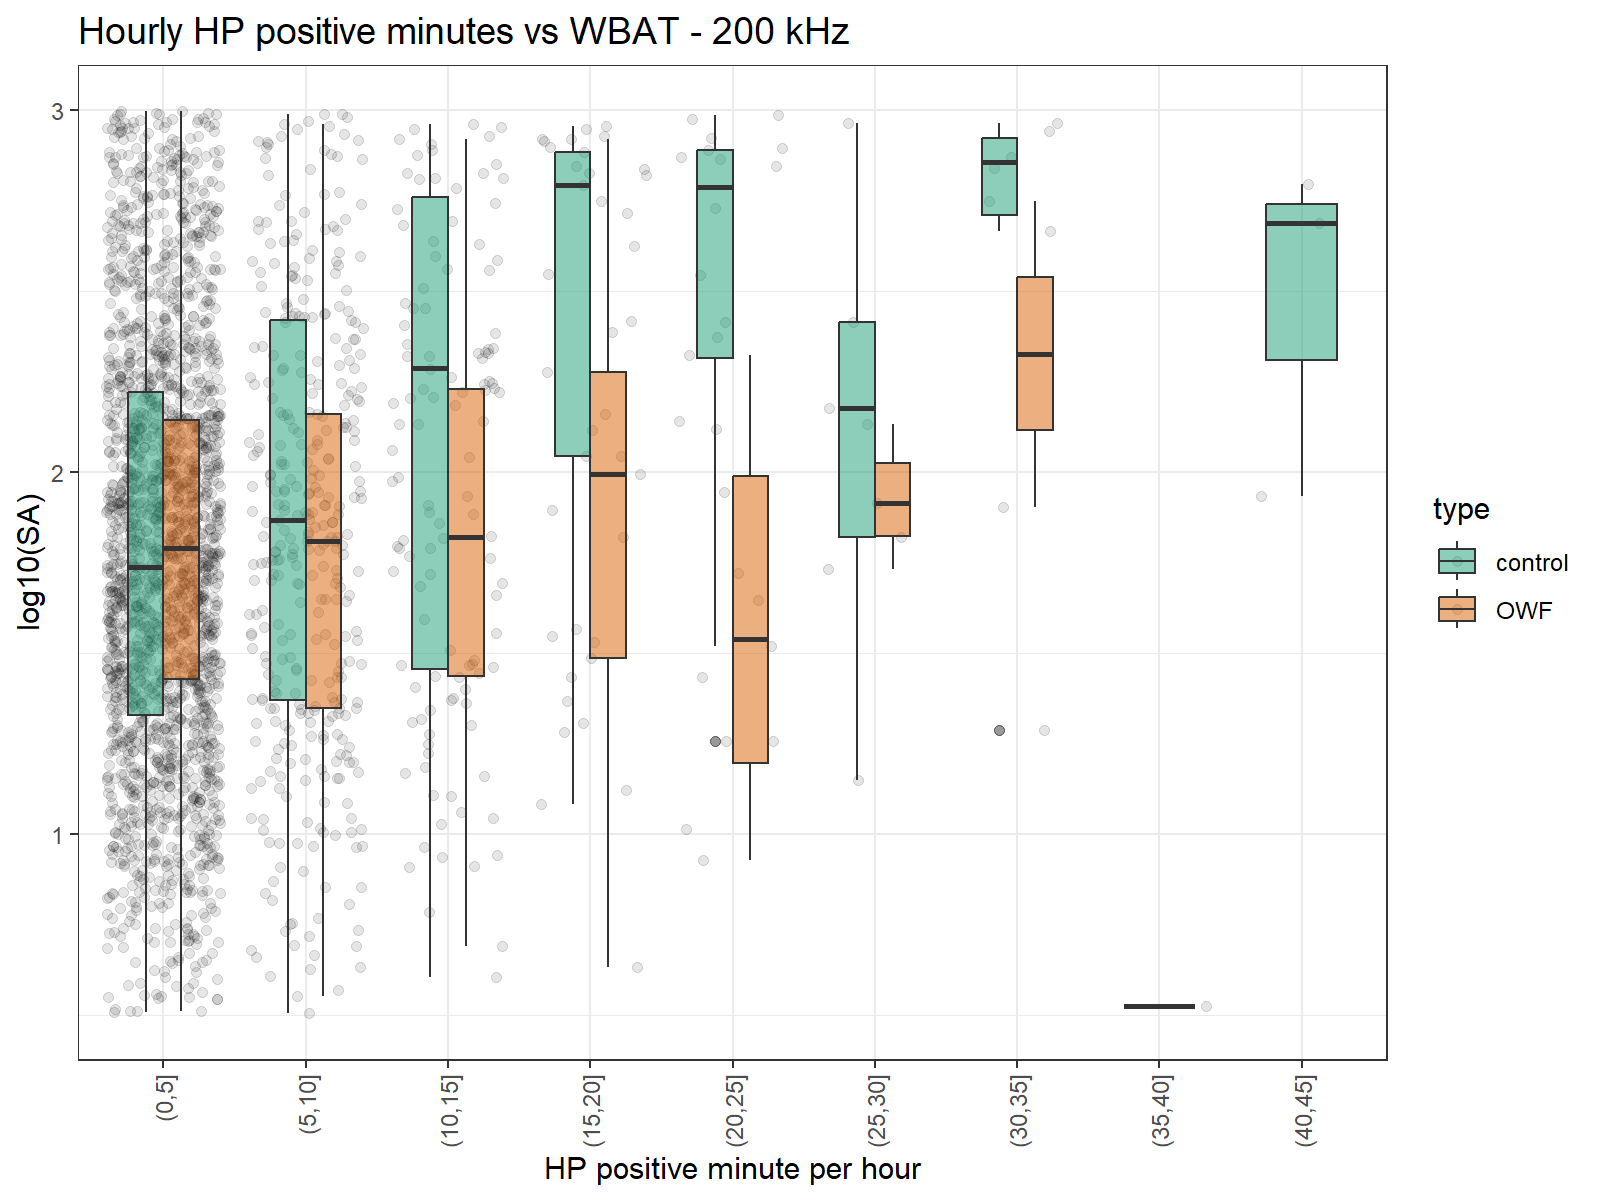 Hourly HP positive minutes vs WBAT - 200 kHz
3
2
1
log10(SA)
(0,5]
(5,10]
(10,15]
(15,20]
(20,25]
(25,30]
(30,35]
(35,40]
(40,45]
HP positive minute per hour
type
control
OWF